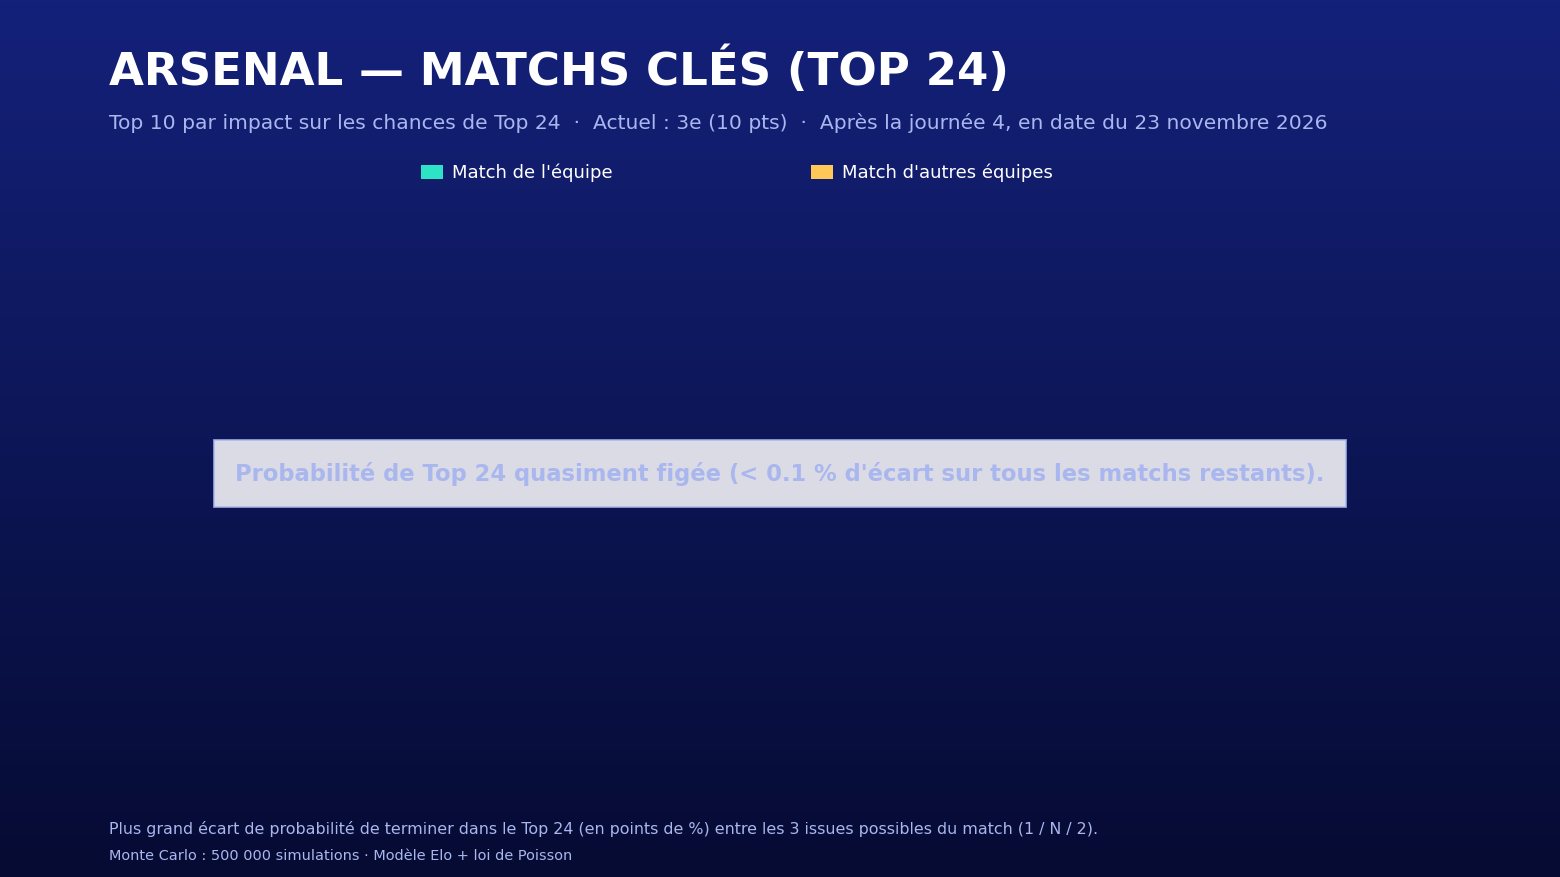 ARSENAL — MATCHS CLÉS (TOP 24)
Top 10 par impact sur les chances de Top 24 · Actuel : 3e (10 pts) · Après la journée 4, en date du 23 novembre 2026
Match de l'équipe
Match d'autres équipes
Probabilité de Top 24 quasiment figée (< 0.1 % d'écart sur tous les matchs restants).
Plus grand écart de probabilité de terminer dans le Top 24 (en points de %) entre les 3 issues possibles du match (1 / N / 2).
Monte Carlo : 500 000 simulations · Modèle Elo + loi de Poisson